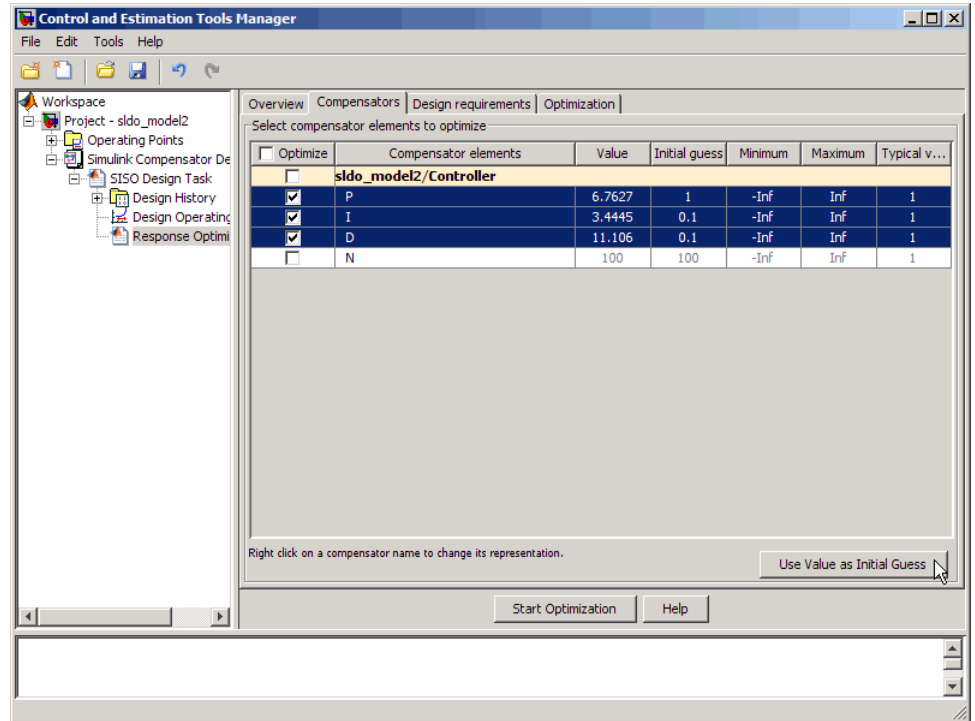 Control and Estimation Tools Manager
File Edit Tools Help
Workspace
Project - sldo_model2
Operating Points
Simulink Compensator De
SISO Design Task
Design History
Design Operating
Response Optimi
Overview Compensators Design requirements Optimization
Select compensator elements to optimize
Optimize Compensator elements Value Initial guess Minimum Maximum Typical v...
sldo_model2/Controller
P 6.7627 1 -Inf Inf 1
I 3.4445 0.1 -Inf Inf 1
D 11.106 0.1 -Inf Inf 1
N 100 100 -Inf Inf 1
Right click on a compensator name to change its representation.
Use Value as Initial Guess
Start Optimization Help